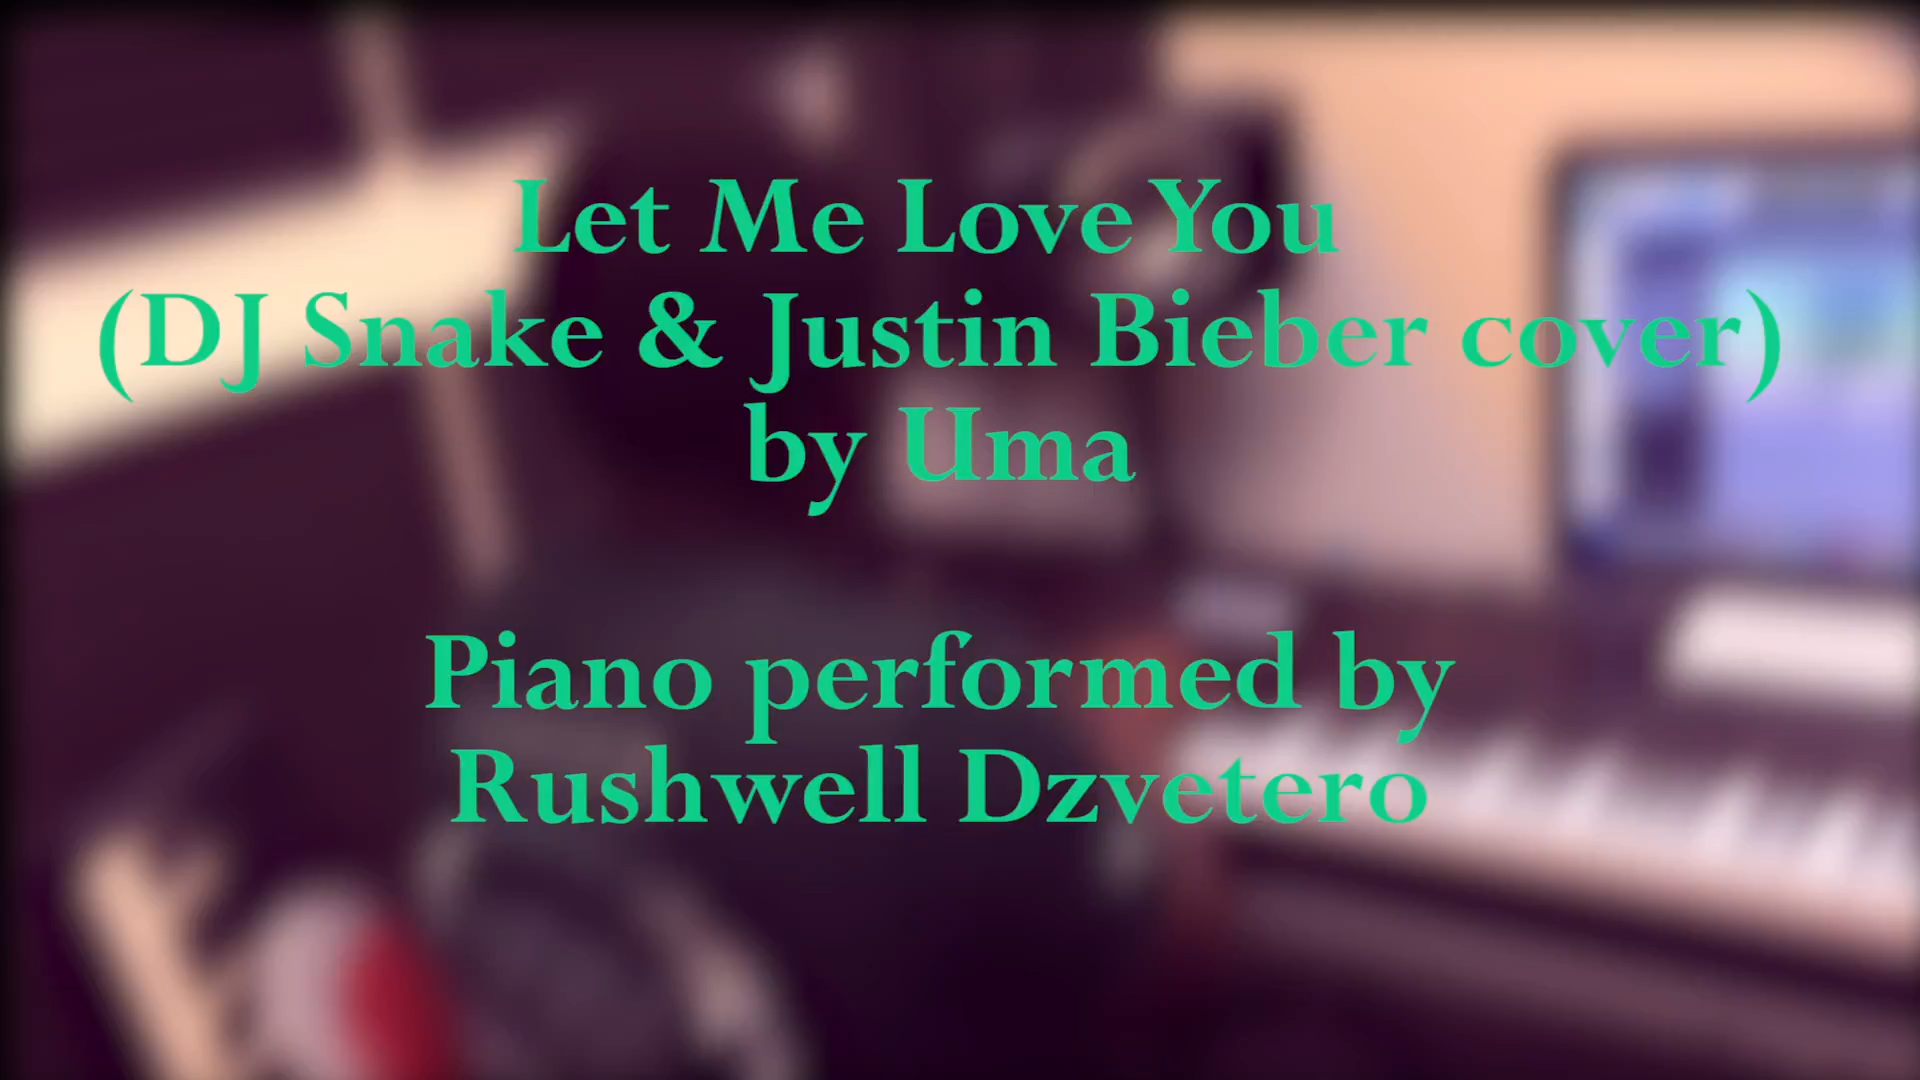 Let Me Love You
(DJ Snake & Justin Bieber cover)
by Uma
Piano performed by
Rushwell Dzvetero